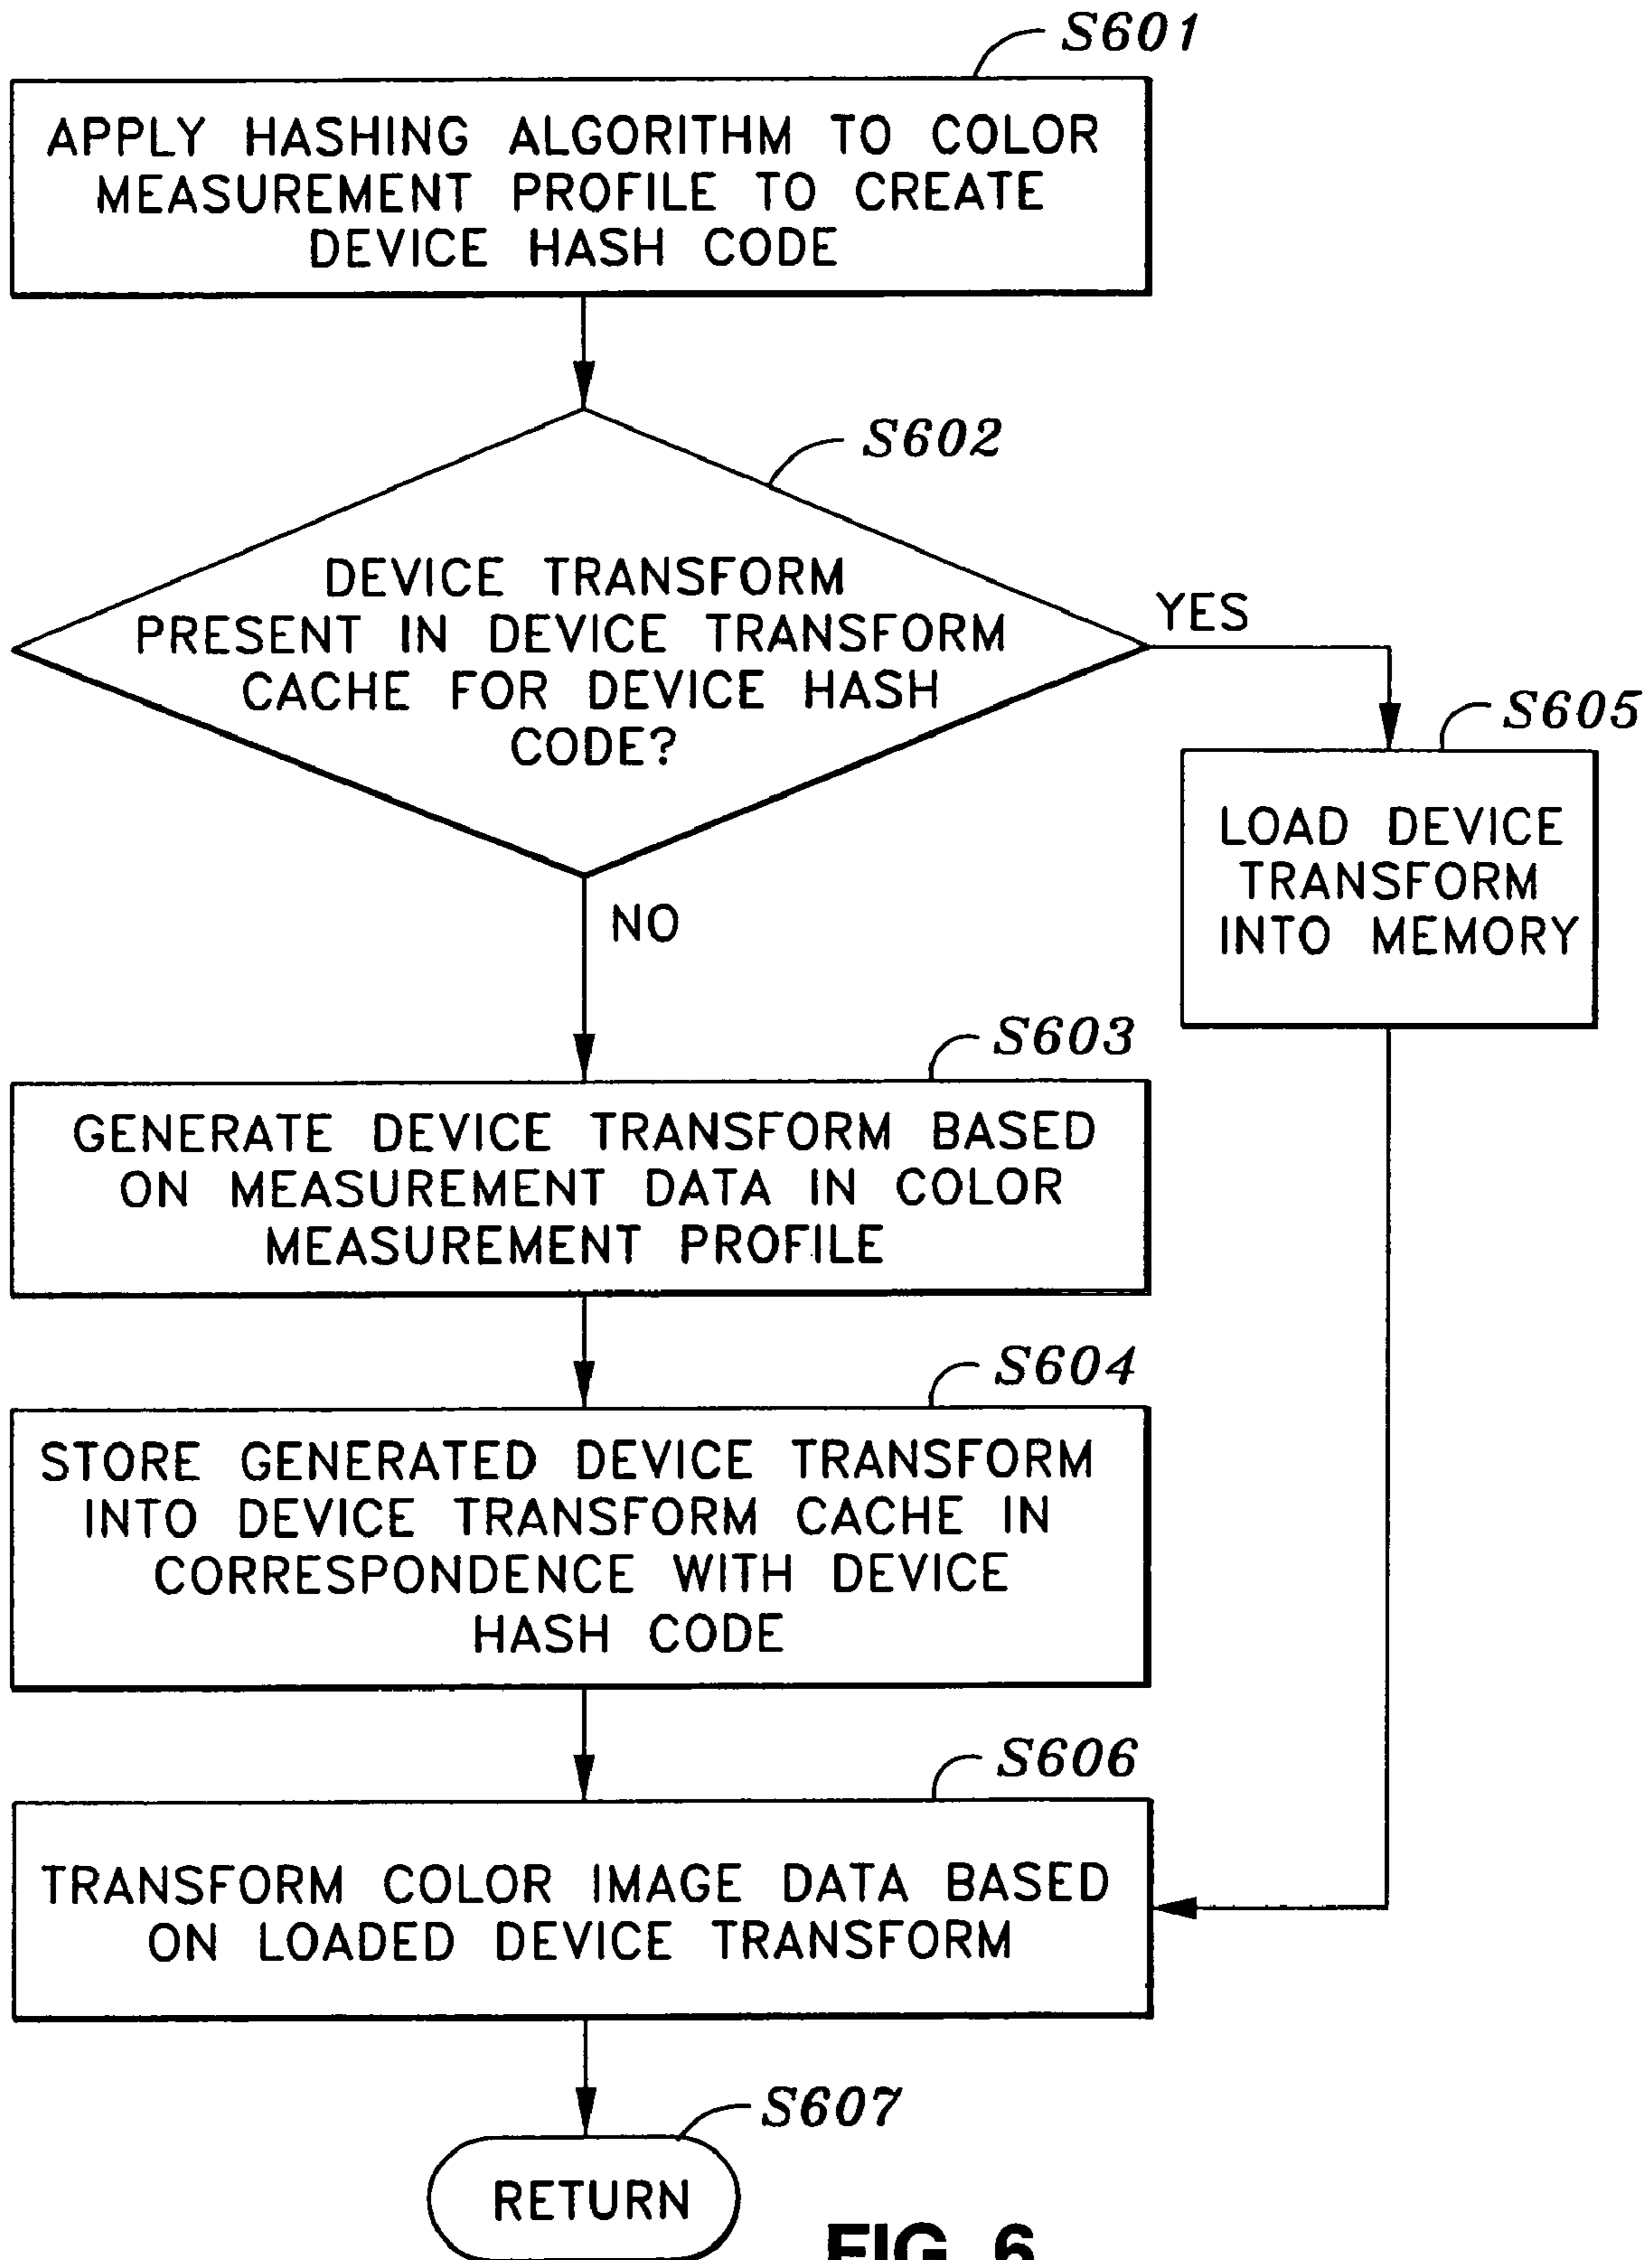 S601
APPLY HASHING ALGORITHM TO COLOR
MEASUREMENT PROFILE TO CREATE
DEVICE HASH CODE
S602
DEVICE TRANSFORM
PRESENT IN DEVICE TRANSFORM
CACHE FOR DEVICE HASH
CODE?
YES
S605
LOAD DEVICE
TRANSFORM
INTO MEMORY
NO
S603
GENERATE DEVICE TRANSFORM BASED
ON MEASUREMENT DATA IN COLOR
MEASUREMENT PROFILE
S604
STORE GENERATED DEVICE TRANSFORM
INTO DEVICE TRANSFORM CACHE IN
CORRESPONDENCE WITH DEVICE
HASH CODE
S606
TRANSFORM COLOR IMAGE DATA BASED
ON LOADED DEVICE TRANSFORM
S607
RETURN
FIG. 6